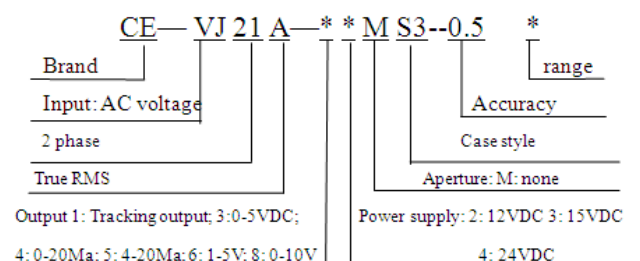 CE—VJ 21 A—* * M S3--0.5 *
Brand
range
Input: AC voltage
Accuracy
2 phase
Case style
True RMS
Aperture: M: none
Output 1: Tracking output; 3:0-5VDC;
Power supply: 2: 12VDC 3: 15VDC
4: 0-20Ma; 5: 4-20Ma; 6: 1-5V; 8: 0-10V
4: 24VDC